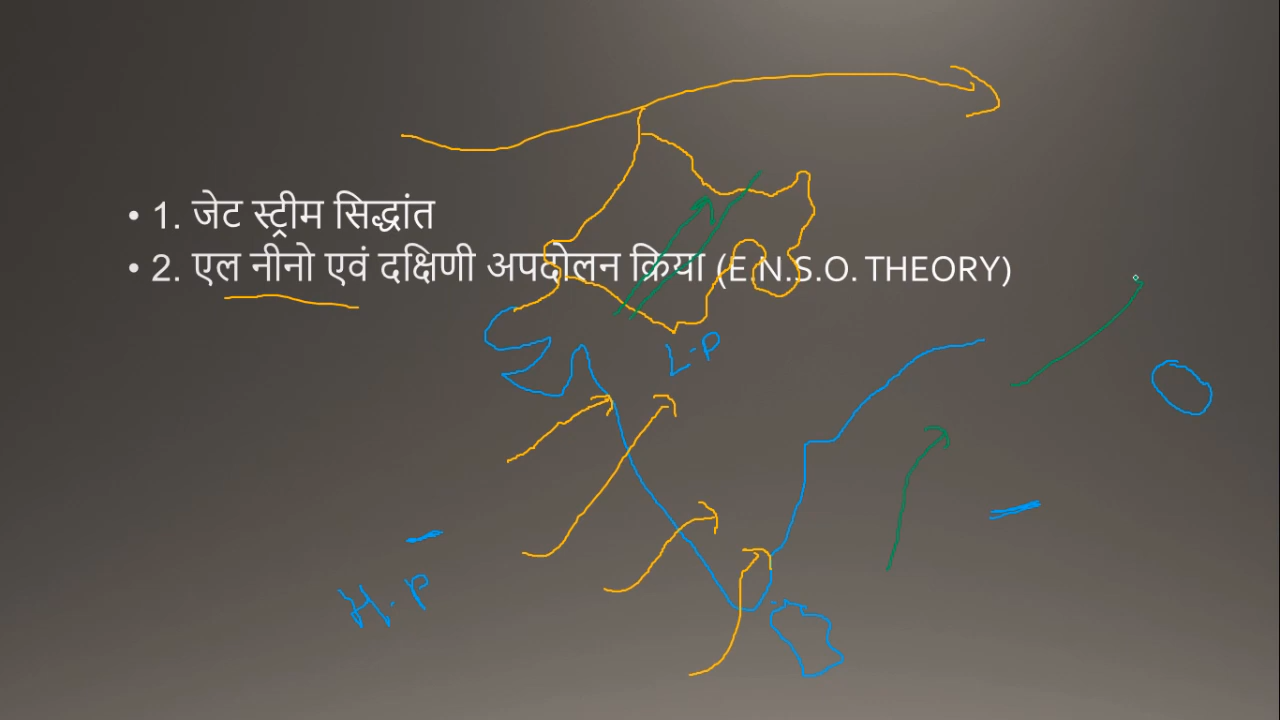 • 1. जेट स्ट्रीम सिद्धांत
• 2. एल नीनो एवं दक्षिणी अपदोलन क्रिया (E.N.S.O. THEORY)
L.P
H.P